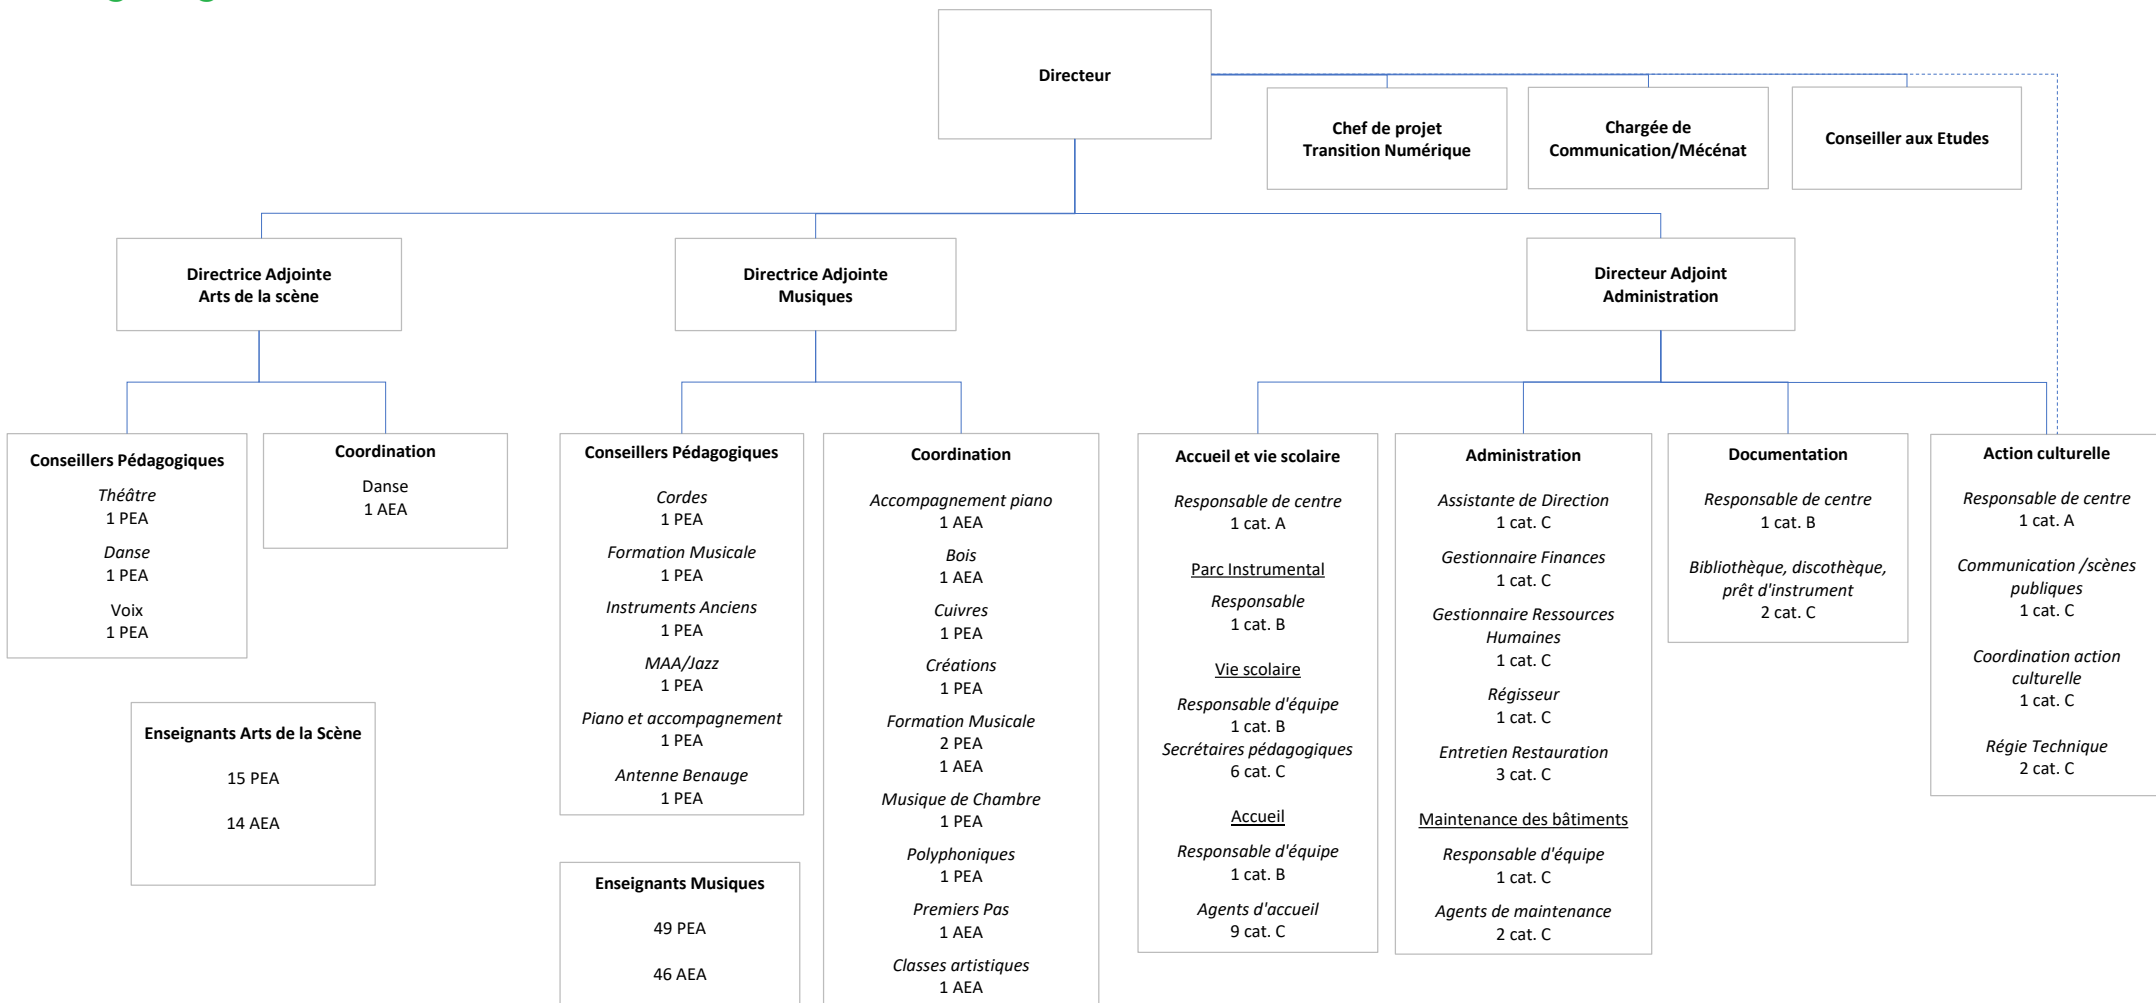 Directeur
Chef de projet
Transition Numérique
Chargée de
Communication/Mécénat
Conseiller aux Etudes
Directrice Adjointe
Arts de la scène
Directrice Adjointe
Musiques
Directeur Adjoint
Administration
Conseillers Pédagogiques
Théâtre
1 PEA
Danse
1 PEA
Voix
1 PEA
Coordination
Danse
1 AEA
Enseignants Arts de la Scène
15 PEA
14 AEA
Conseillers Pédagogiques
Cordes
1 PEA
Formation Musicale
1 PEA
Instruments Anciens
1 PEA
MAA/Jazz
1 PEA
Piano et accompagnement
1 PEA
Antenne Benauge
1 PEA
Enseignants Musiques
49 PEA
46 AEA
Coordination
Accompagnement piano
1 AEA
Bois
1 AEA
Cuivres
1 PEA
Créations
1 PEA
Formation Musicale
2 PEA
1 AEA
Musique de Chambre
1 PEA
Polyphoniques
1 PEA
Premiers Pas
1 AEA
Classes artistiques
1 AEA
Accueil et vie scolaire
Responsable de centre
1 cat. A
Parc Instrumental
Responsable
1 cat. B
Vie scolaire
Responsable d'équipe
1 cat. B
Secrétaires pédagogiques
6 cat. C
Accueil
Responsable d'équipe
1 cat. B
Agents d'accueil
9 cat. C
Administration
Assistante de Direction
1 cat. C
Gestionnaire Finances
1 cat. C
Gestionnaire Ressources
Humaines
1 cat. C
Régisseur
1 cat. C
Entretien Restauration
3 cat. C
Maintenance des bâtiments
Responsable d'équipe
1 cat. C
Agents de maintenance
2 cat. C
Documentation
Responsable de centre
1 cat. B
Bibliothèque, discothèque,
prêt d'instrument
2 cat. C
Action culturelle
Responsable de centre
1 cat. A
Communication /scènes
publiques
1 cat. C
Coordination action
culturelle
1 cat. C
Régie Technique
2 cat. C